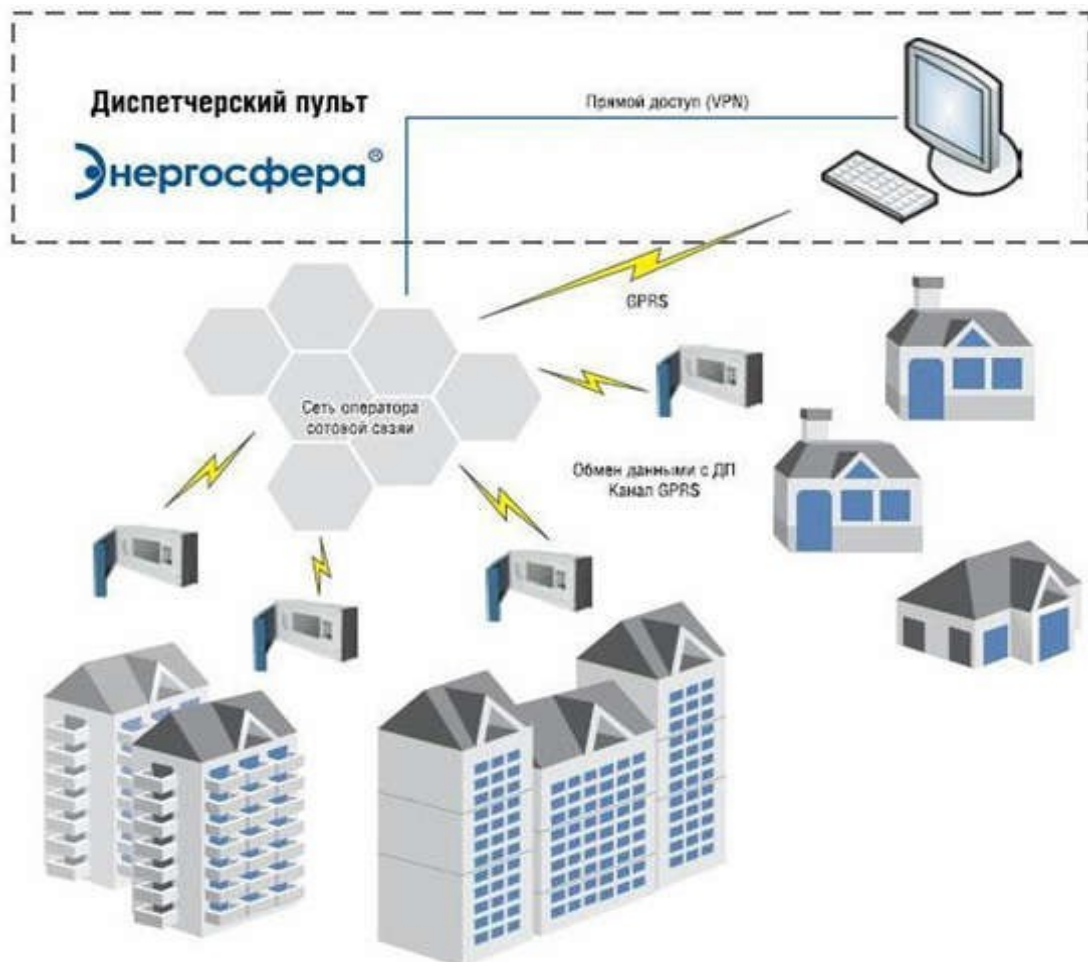 Диспетчерский пульт
Энергосфера®
Прямой доступ (VPN)
GPRS
Сеть оператора
сотовой связи
Обмен данными с ДП
Канал GPRS